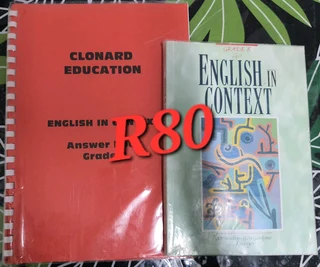 CLONARD
EDUCATION
ENGLISH IN
Answer
Grade
R80
ENGLISH IN
CONTEXT